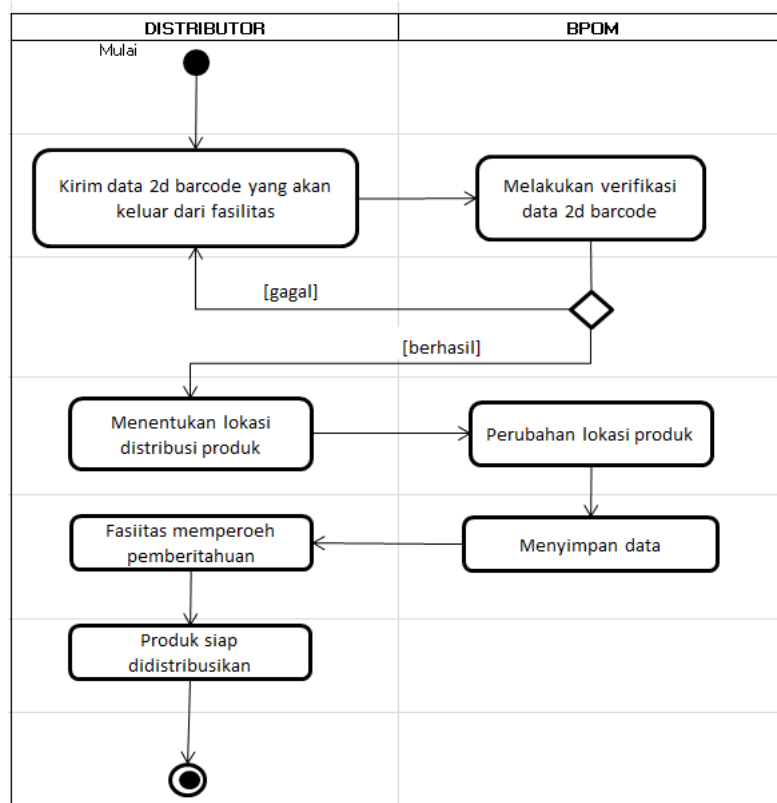 DISTRIBUTOR
BPOM
Mulai
Kirim data 2d barcode yang akan
keluar dari fasilitas
Melakukan verifikasi
data 2d barcode
[gagal]
[berhasil]
Menentukan lokasi
distribusi produk
Perubahan lokasi produk
Fasiitas memperoeh
pemberitahuan
Menyimpan data
Produk siap
didistribusikan